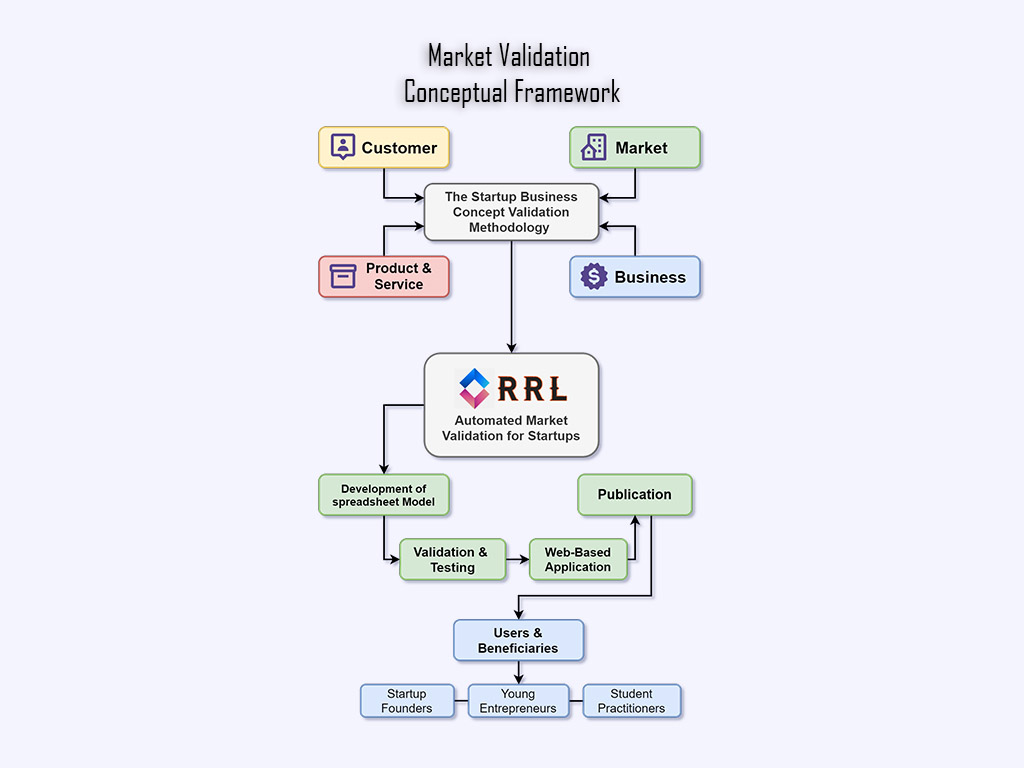 Market Validation
Conceptual Framework
Customer
Market
The Startup Business
Concept Validation
Methodology
Product &
Service
Business
RRL
Automated Market
Validation for Startups
Development of
spreadsheet Model
Publication
Validation &
Testing
Web-Based
Application
Users &
Beneficiaries
Startup
Founders
Young
Entrepreneurs
Student
Practitioners